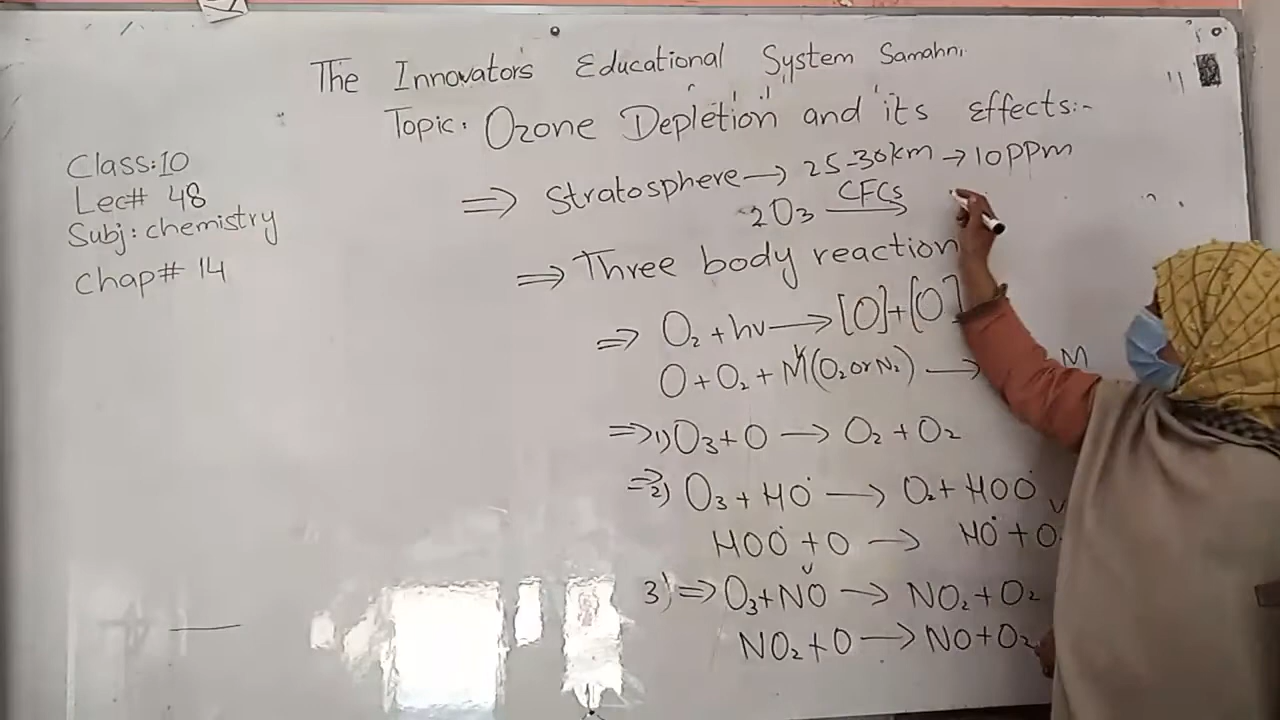 The Innovators Educational System Samahni
Topic: Ozone Depletion and its effects:-
Class: 10
Lec# 48
Subj: chemistry
Chap# 14
⇒ Stratosphere → 25-30km → 10PPm
2O₃ —CFCs→
⇒ Three body reaction
⇒ O₂ + hv → [O]+[O]
O + O₂ + M(O₂ or N₂) → M
⇒ 1) O₃ + O → O₂ + O₂
⇒ 2) O₃ + HO˙ → O₂ + HOO˙
HOO˙ + O → HO˙ + O
3) ⇒ O₃ + NO → NO₂ + O₂
NO₂ + O → NO + O₂